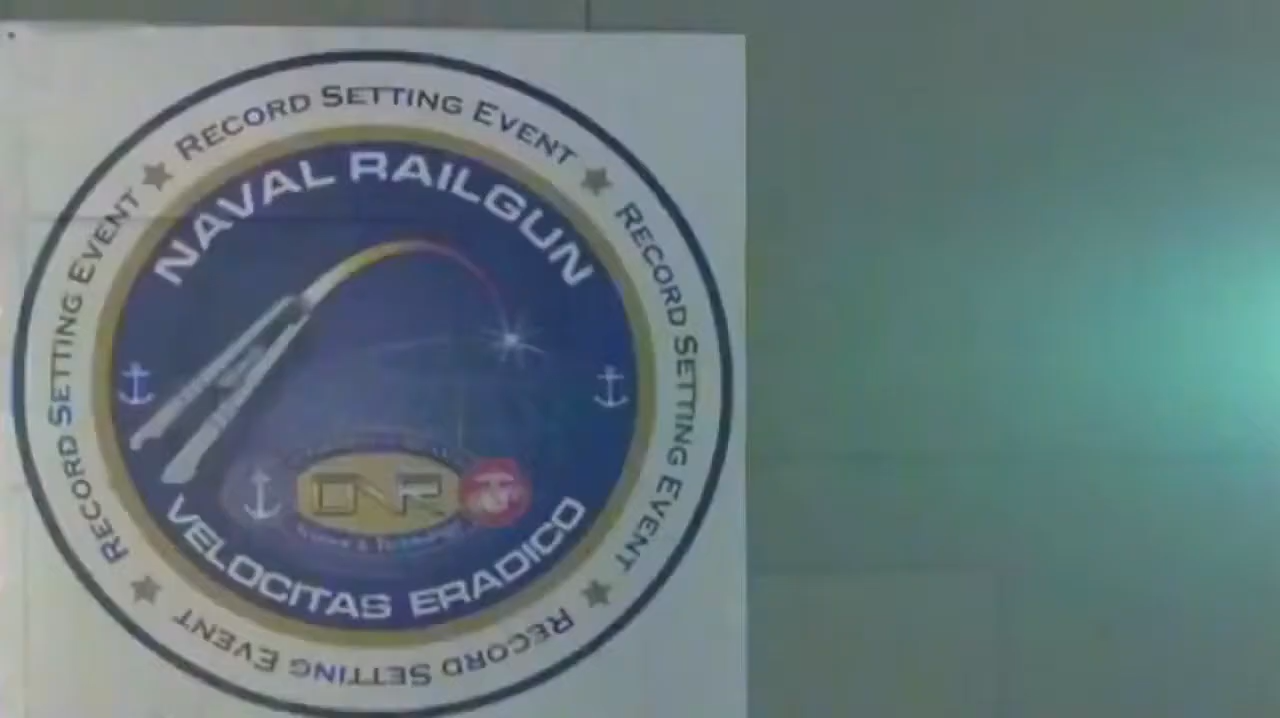 RECORD SETTING EVENT
RECORD SETTING EVENT
RECORD SETTING EVENT
RECORD SETTING EVENT
NAVAL RAILGUN
ONR
VELOCITAS ERADICO